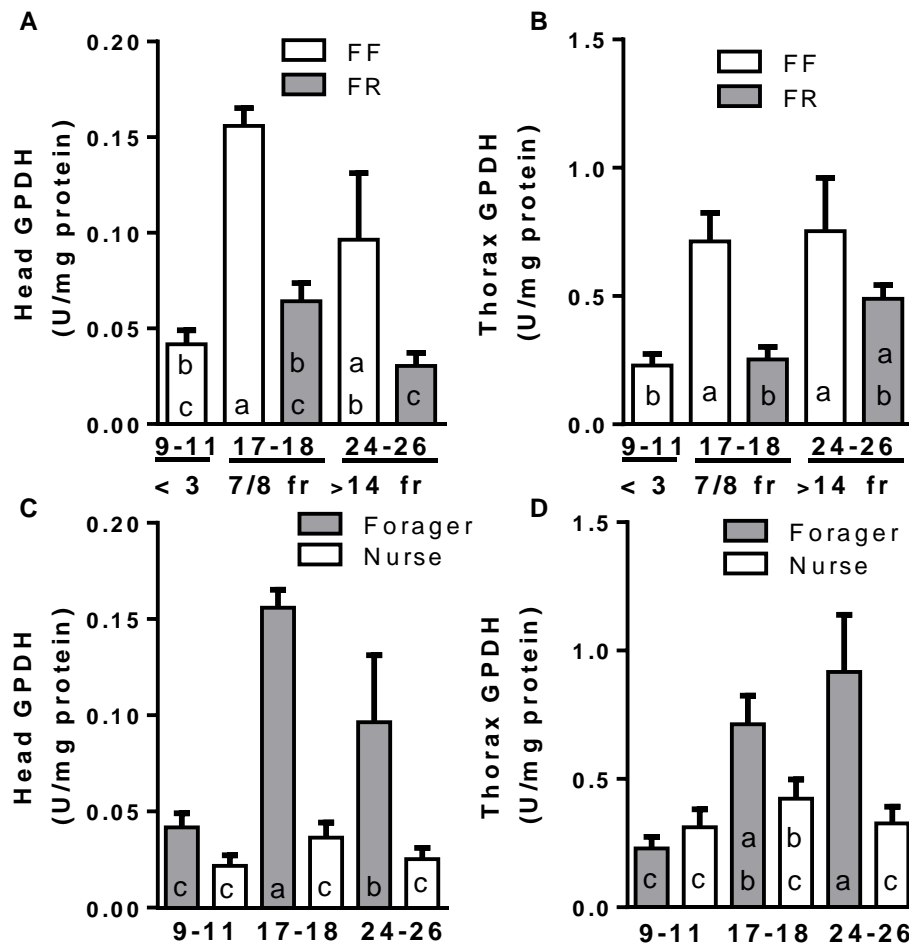 A
Head GPDH
(U/mg protein)
0.20
0.15
0.10
0.05
0.00
FF
FR
b
c
a
b
c
a
b
c
9-11
17-18
24-26
< 3
7/8 fr
>14 fr
B
Thorax GPDH
(U/mg protein)
1.5
1.0
0.5
0.0
FF
FR
b
a
b
a
a
b
9-11
17-18
24-26
< 3
7/8 fr
>14 fr
C
Head GPDH
(U/mg protein)
0.20
0.15
0.10
0.05
0.00
Forager
Nurse
c
c
a
c
b
c
9-11
17-18
24-26
D
Thorax GPDH
(U/mg protein)
1.5
1.0
0.5
0.0
Forager
Nurse
c
c
a
b
b
c
a
c
9-11
17-18
24-26